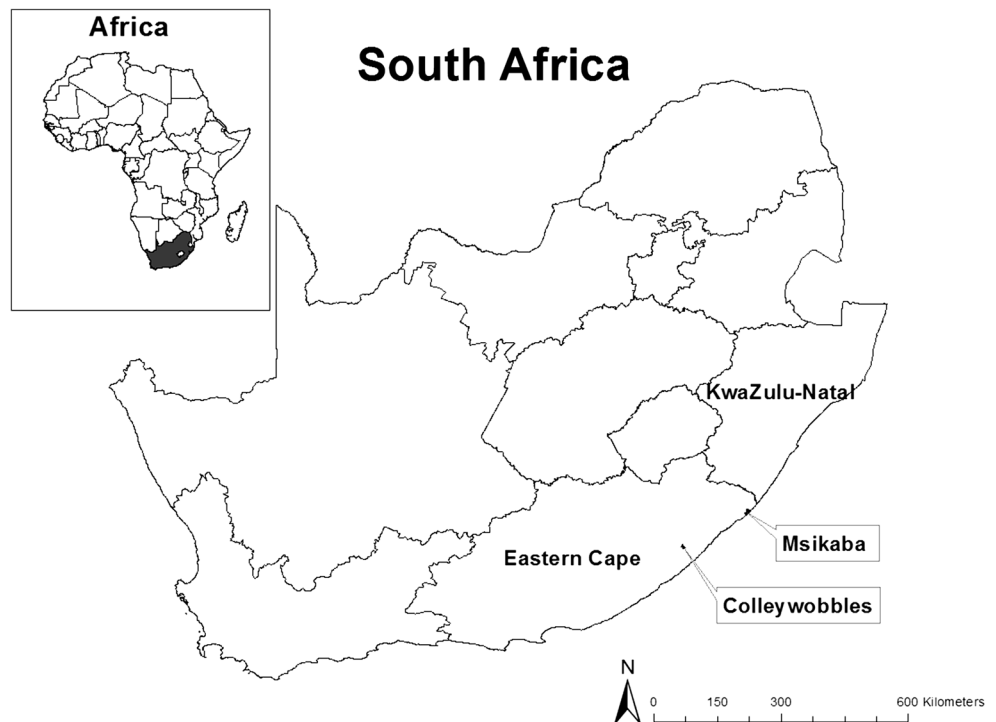 Africa
South Africa
KwaZulu-Natal
Msikaba
Eastern Cape
Colleywobbles
N
0 150 300 600 Kilometers